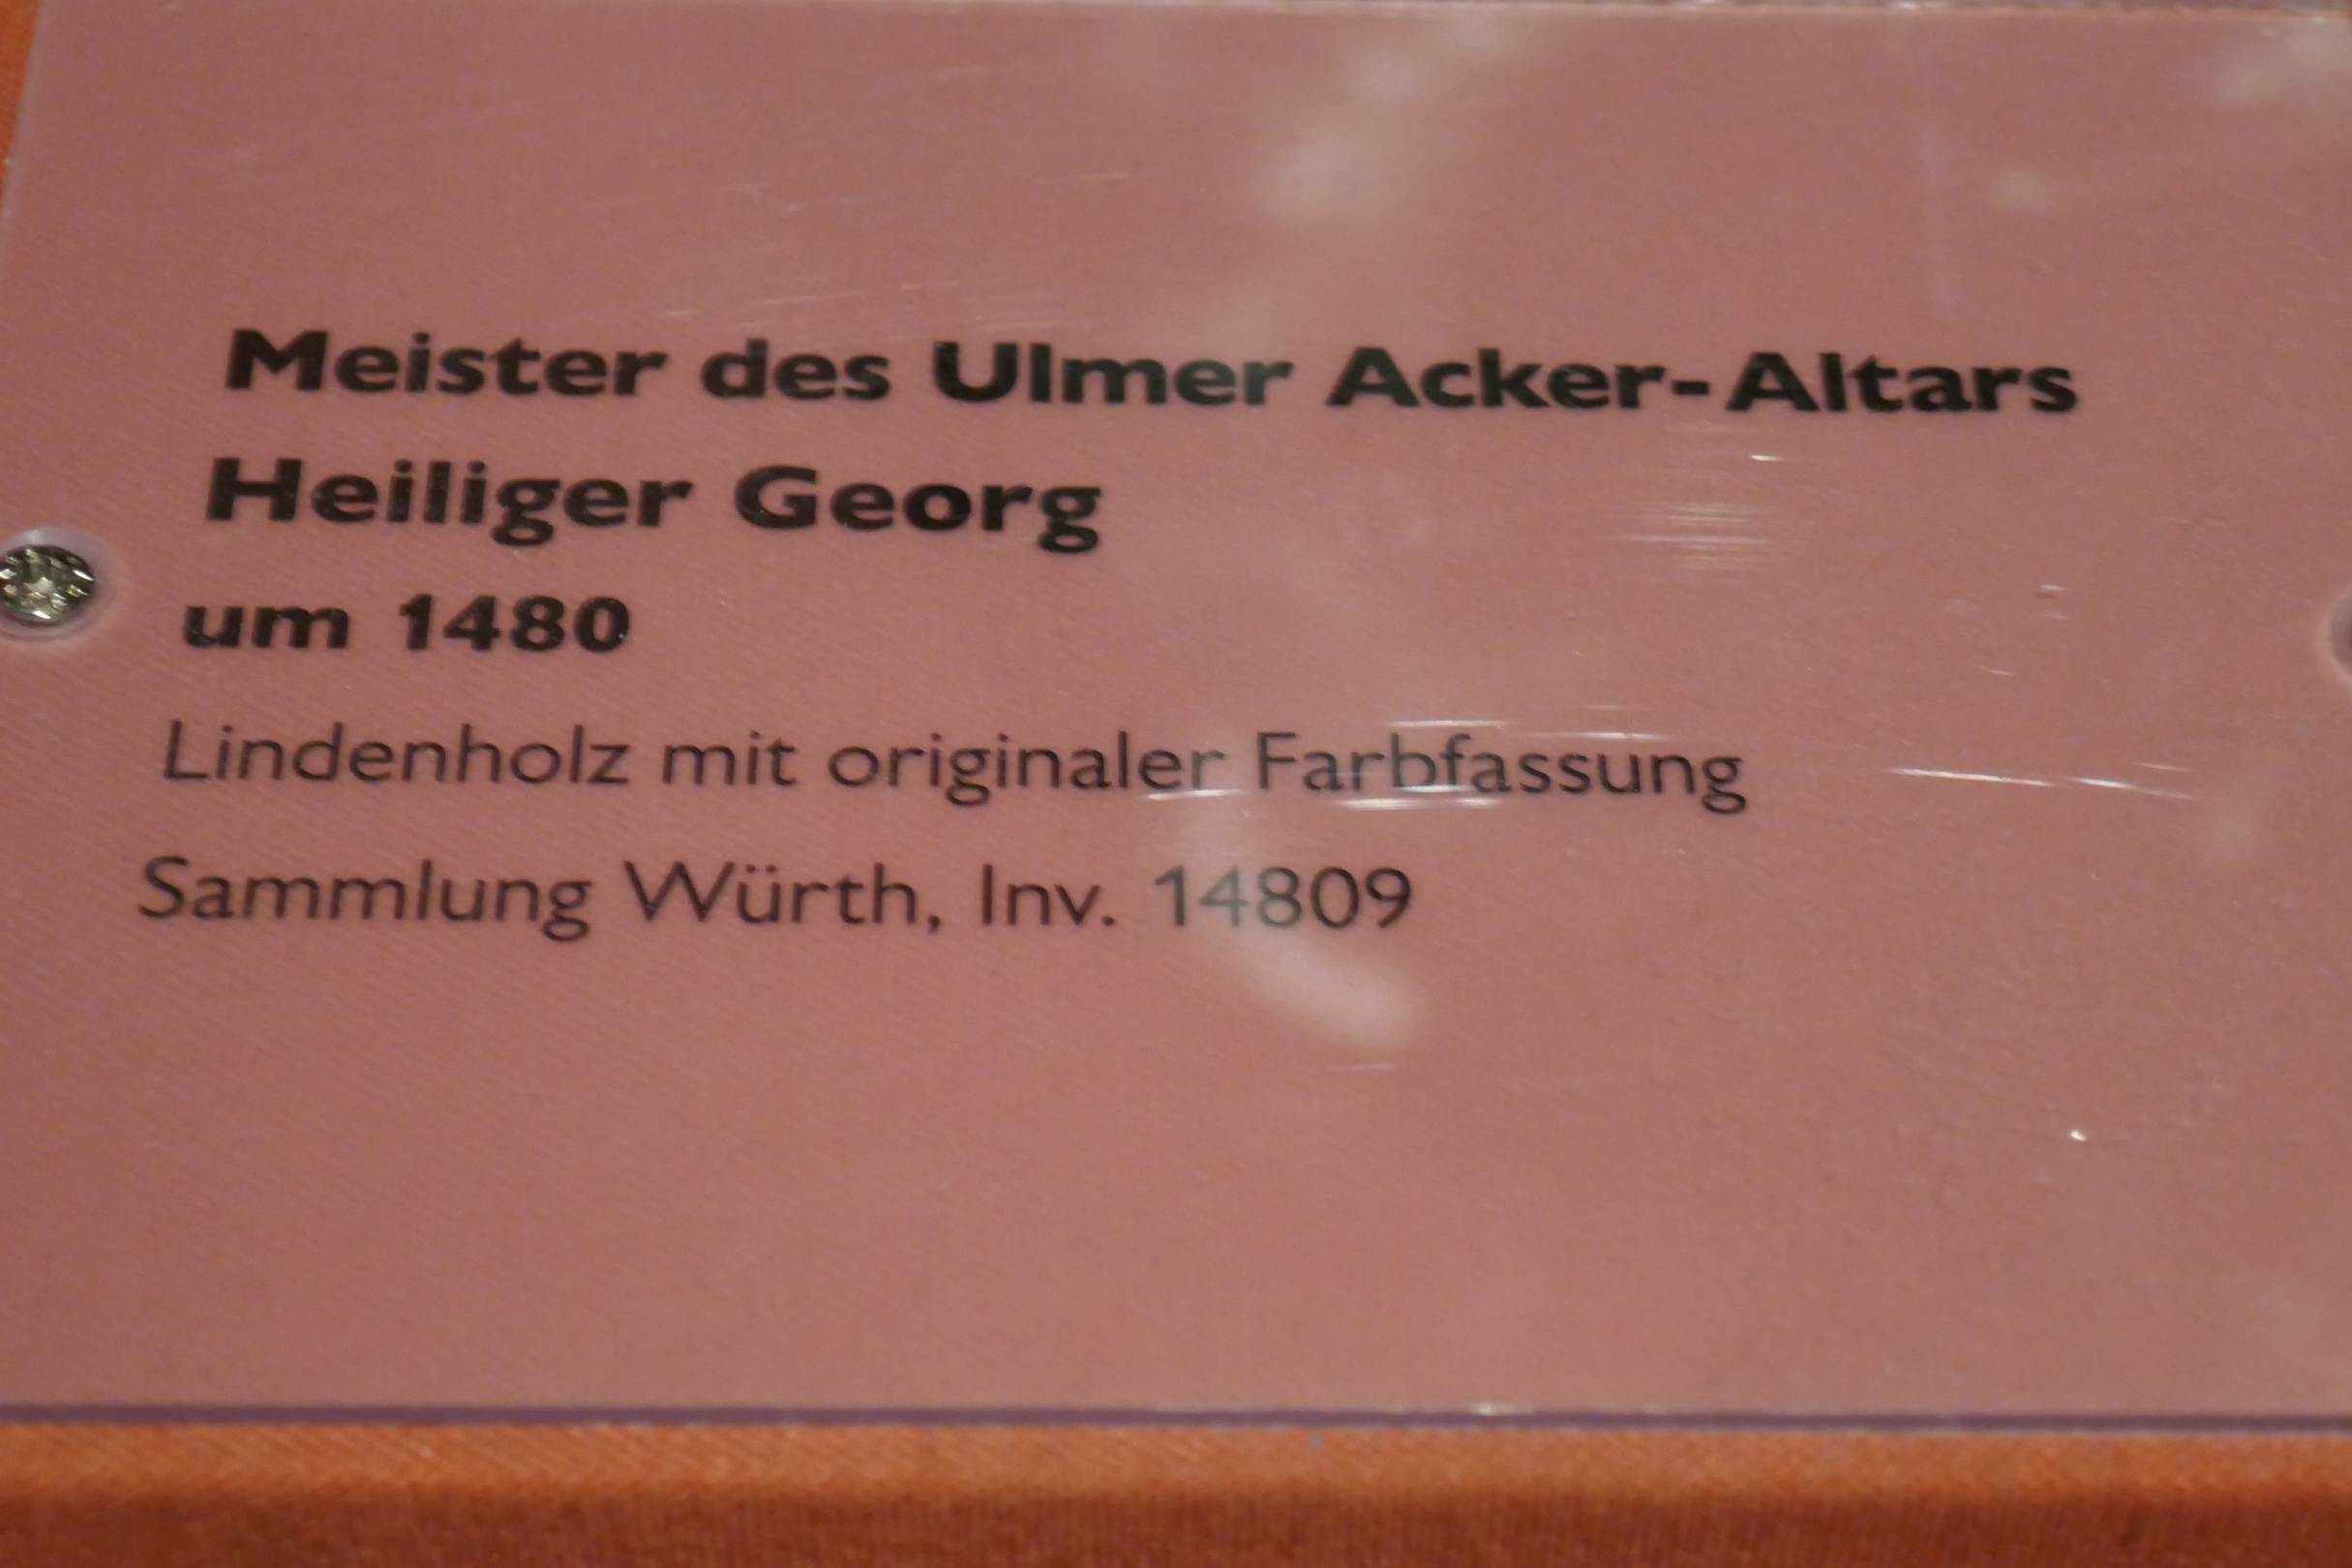 Meister des Ulmer Acker-Altars
Heiliger Georg
um 1480
Lindenholz mit originaler Farbfassung
Sammlung Würth, Inv. 14809